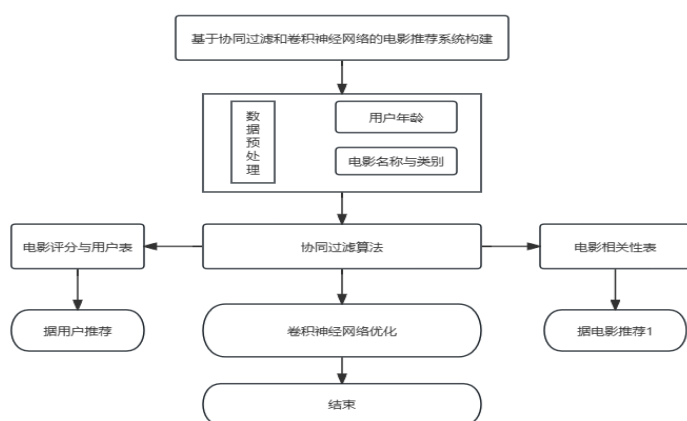 基于协同过滤和卷积神经网络的电影推荐系统构建
数据预处理
用户年龄
电影名称与类别
电影评分与用户表
协同过滤算法
电影相关性表
据用户推荐
卷积神经网络优化
据电影推荐1
结束